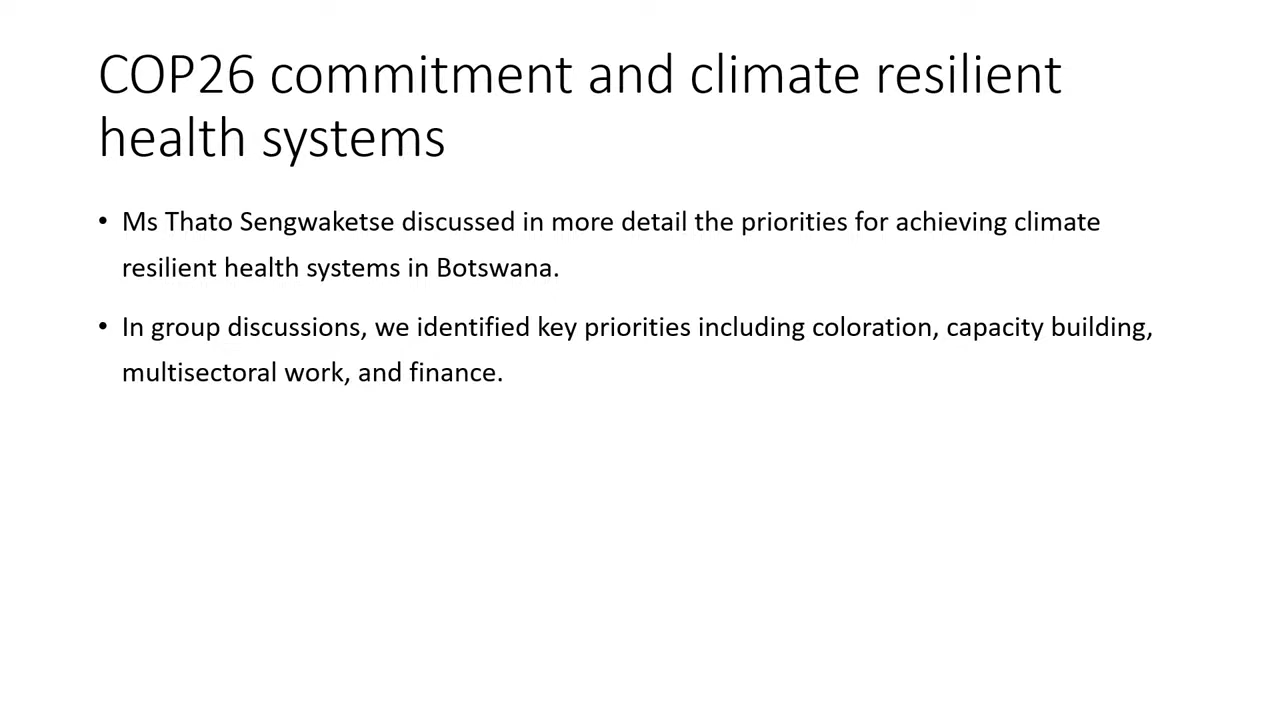 COP26 commitment and climate resilient
health systems
• Ms Thato Sengwaketse discussed in more detail the priorities for achieving climate
resilient health systems in Botswana.
• In group discussions, we identified key priorities including coloration, capacity building,
multisectoral work, and finance.